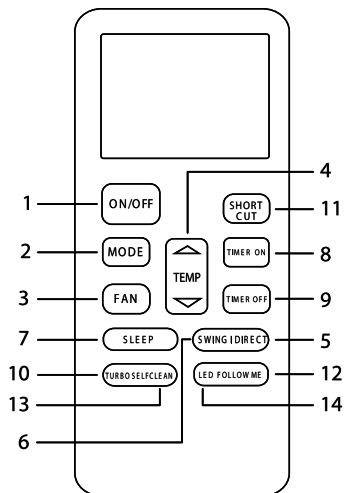 4
1 ON/OFF
SHORT CUT 11
2 MODE
TEMP
TIMER ON 8
3 FAN
TIMER OFF 9
7 SLEEP
SWING I DIRECT 5
10 TURBO SELFCLEAN
LED FOLLOW ME 12
13
14
6